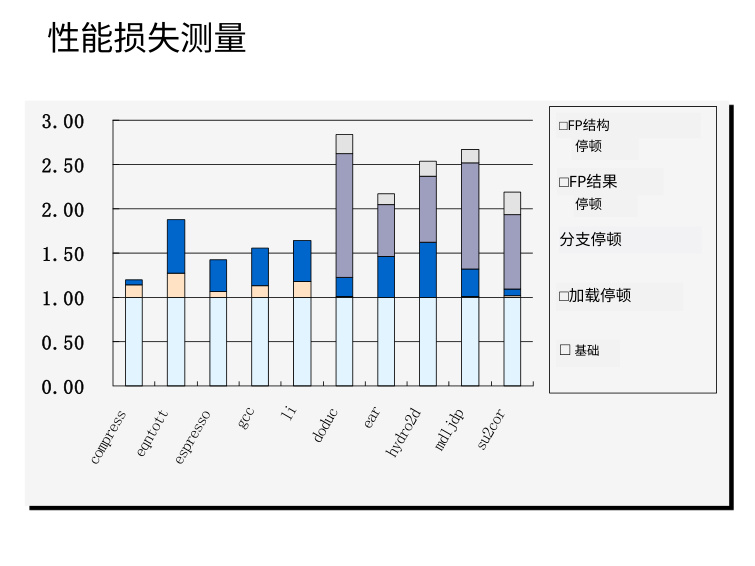 性能损失测量
3.00
2.50
2.00
1.50
1.00
0.50
0.00
compress
eqntott
espresso
gcc
li
doduc
ear
hydro2d
mdljdp
su2cor
□FP结构
停顿
□FP结果
停顿
分支停顿
□加载停顿
□ 基础